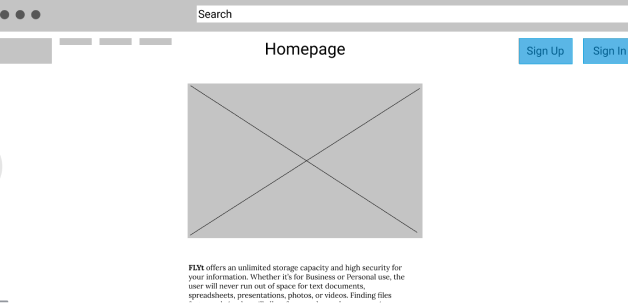 Search
Homepage
Sign Up
Sign In
FLYt offers an unlimited storage capacity and high security for
your information. Whether it's for Business or Personal use, the
user will never run out of space for text documents,
spreadsheets, presentations, photos, or videos. Finding files